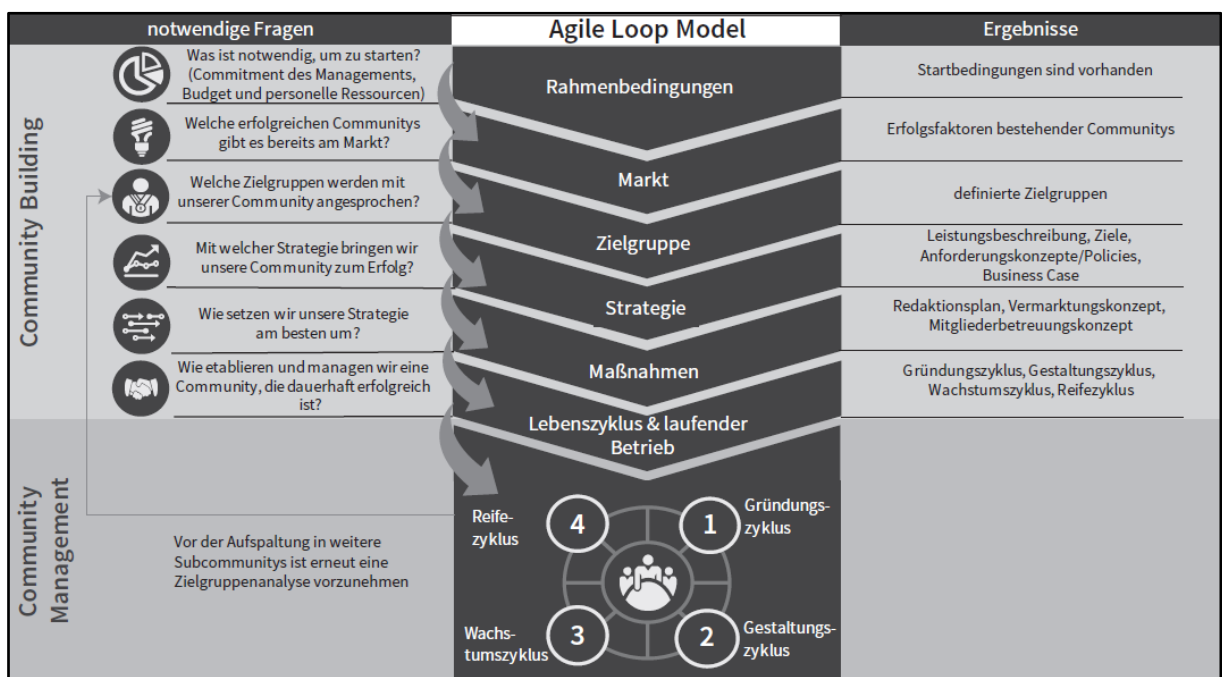 notwendige Fragen
Agile Loop Model
Ergebnisse
Community Building
Was ist notwendig, um zu starten?
(Commitment des Managements,
Budget und personelle Ressourcen)
Rahmenbedingungen
Startbedingungen sind vorhanden
Welche erfolgreichen Communitys
gibt es bereits am Markt?
Markt
Erfolgsfaktoren bestehender Communitys
Welche Zielgruppen werden mit
unserer Community angesprochen?
Zielgruppe
definierte Zielgruppen
Mit welcher Strategie bringen wir
unsere Community zum Erfolg?
Strategie
Leistungsbeschreibung, Ziele,
Anforderungskonzepte/Policies,
Business Case
Wie setzen wir unsere Strategie
am besten um?
Maßnahmen
Redaktionsplan, Vermarktungskonzept,
Mitgliederbetreuungskonzept
Wie etablieren und managen wir eine
Community, die dauerhaft erfolgreich
ist?
Lebenszyklus & laufender
Betrieb
Gründungszyklus, Gestaltungszyklus,
Wachstumszyklus, Reifezyklus
Community
Management
Vor der Aufspaltung in weitere
Subcommunitys ist erneut eine
Zielgruppenanalyse vorzunehmen
Reife-
zyklus
4
1
Gründungs-
zyklus
Wachs-
tumszyklus
3
2
Gestaltungs-
zyklus